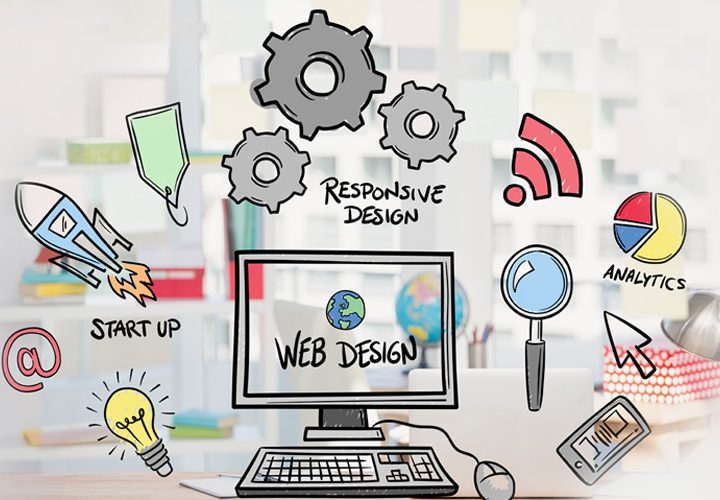 RESPONSIVE
DESIGN
ANALYTICS
START UP
WEB DESIGN
@